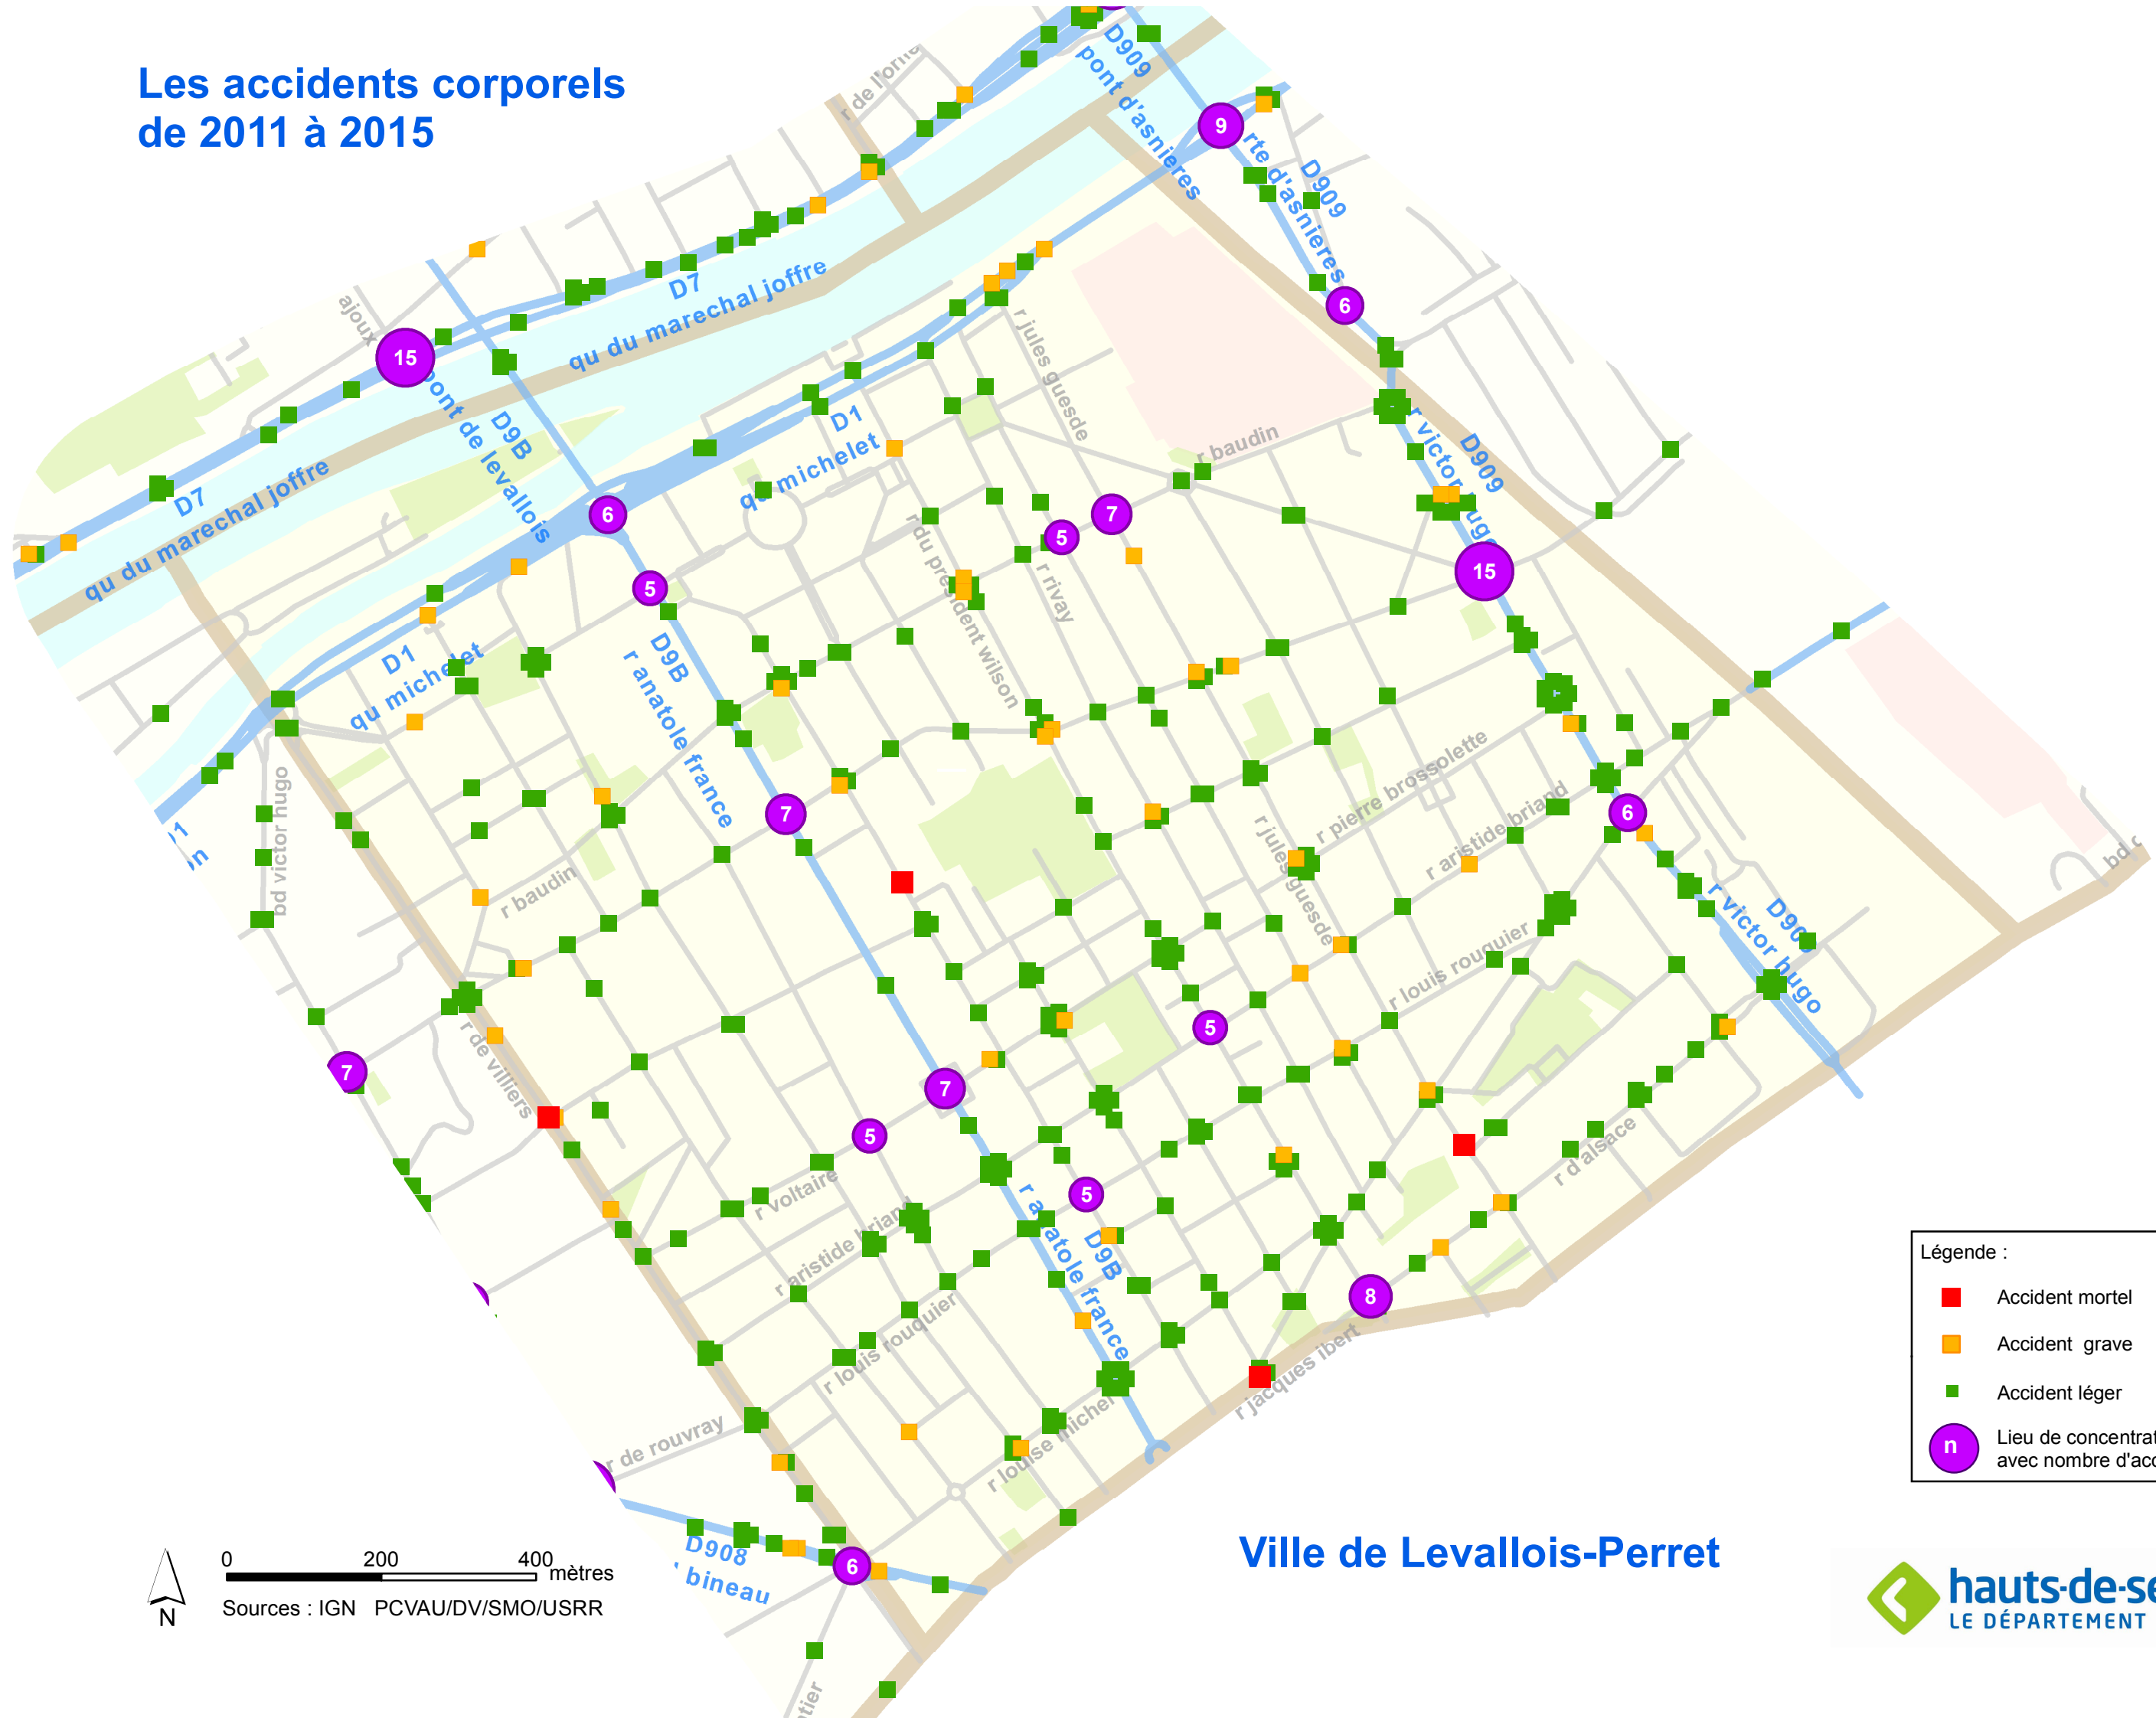 Les accidents corporels
de 2011 à 2015
r de l'orne
D909
pont d'asnieres
9
rte d'asnieres
D909
6
ajoux
15
D7
qu du marechal joffre
pont de levallois
D9B
D7
qu du marechal joffre
r jules guesde
D1
qu michelet
r baudin
r victor hugo
D909
6
5
7
5
15
r du president wilson
r rivay
D1
qu michelet
D9B
r anatole france
7
bd victor hugo
r baudin
r pierre brossolette
r aristide briand
r jules guesde
6
bd
r louis rouquier
r victor hugo
D909
5
7
r de villiers
7
5
r voltaire
r aristide briand
5
r d'alsace
r anatole france
D9B
8
r louis rouquier
r jacques ibert
r louise michel
r de rouvray
D908
bineau
6
Légende :
Accident mortel
Accident grave
Accident léger
n
Lieu de concentrat
avec nombre d'acc
0 200 400
mètres
N
Sources : IGN PCVAU/DV/SMO/USRR
Ville de Levallois-Perret
hauts-de-se
LE DÉPARTEMENT